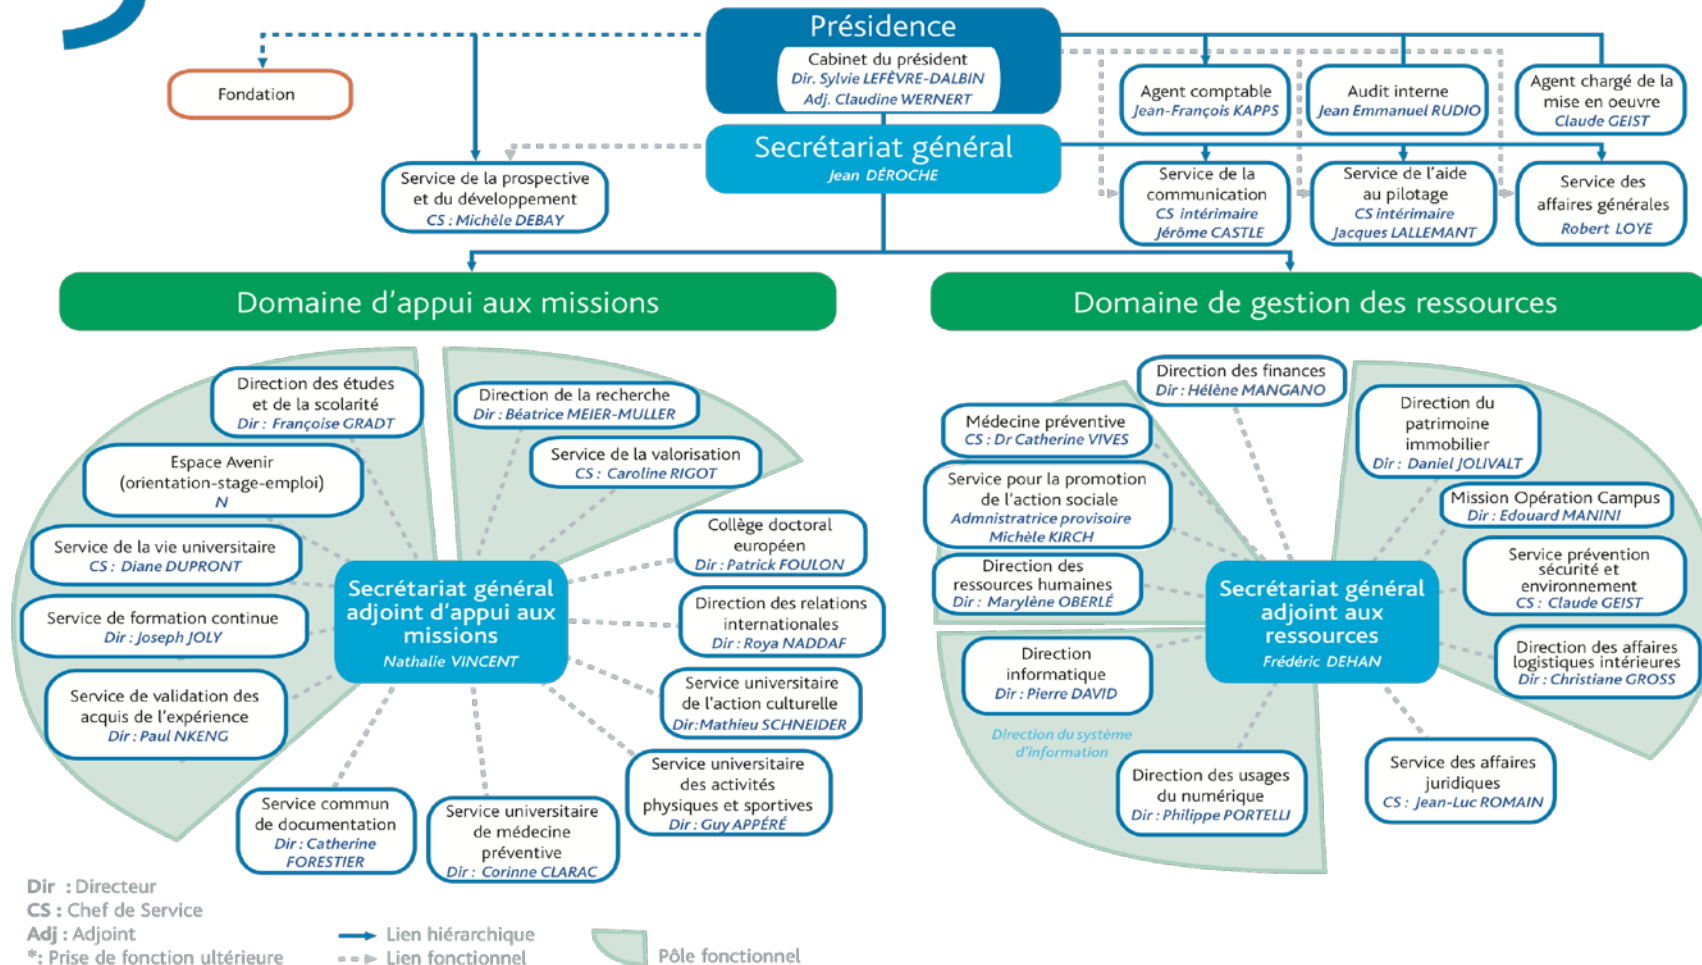 Présidence
Cabinet du président
Dir. Sylvie LEFÈVRE-DALBIN
Adj. Claudine WERNERT
Fondation
Agent comptable
Jean-François KAPPS
Audit interne
Jean Emmanuel RUDIO
Agent chargé de la
mise en oeuvre
Claude GEIST
Secrétariat général
Jean DÉROCHE
Service de la prospective
et du développement
CS : Michèle DEBAY
Service de la
communication
CS intérimaire
Jérôme CASTLE
Service de l'aide
au pilotage
CS intérimaire
Jacques LALLEMANT
Service des
affaires générales
Robert LOYE
Domaine d'appui aux missions
Domaine de gestion des ressources
Direction des études
et de la scolarité
Dir : Françoise GRADT
Direction de la recherche
Dir : Béatrice MEIER-MULLER
Espace Avenir
(orientation-stage-emploi)
N
Service de la valorisation
CS : Caroline RIGOT
Service de la vie universitaire
CS : Diane DUPRONT
Collège doctoral
européen
Dir : Patrick FOULON
Service de formation continue
Dir : Joseph JOLY
Secrétariat général
adjoint d'appui aux
missions
Nathalie VINCENT
Direction des relations
internationales
Dir : Roya NADDAF
Service de validation des
acquis de l'expérience
Dir : Paul NKENG
Service universitaire
de l'action culturelle
Dir:Mathieu SCHNEIDER
Service universitaire
des activités
physiques et sportives
Dir : Guy APPÉRÉ
Service commun
de documentation
Dir : Catherine
FORESTIER
Service universitaire
de médecine
préventive
Dir : Corinne CLARAC
Direction des finances
Dir : Hélène MANGANO
Médecine préventive
CS : Dr Catherine VIVES
Direction du
patrimoine
immobilier
Dir : Daniel JOLIVALT
Service pour la promotion
de l'action sociale
Admnistratrice provisoire
Michèle KIRCH
Mission Opération Campus
Dir : Edouard MANINI
Direction des
ressources humaines
Dir : Marylène OBERLÉ
Secrétariat général
adjoint aux
ressources
Frédéric DEHAN
Service prévention
sécurité et
environnement
CS : Claude GEIST
Direction
informatique
Dir : Pierre DAVID
Direction des affaires
logistiques intérieures
Dir : Christiane GROSS
Direction du système
d'information
Direction des usages
du numérique
Dir : Philippe PORTELLI
Service des affaires
juridiques
CS : Jean-Luc ROMAIN
Dir : Directeur
CS : Chef de Service
Adj : Adjoint
*: Prise de fonction ultérieure
Lien hiérarchique
Lien fonctionnel
Pôle fonctionnel